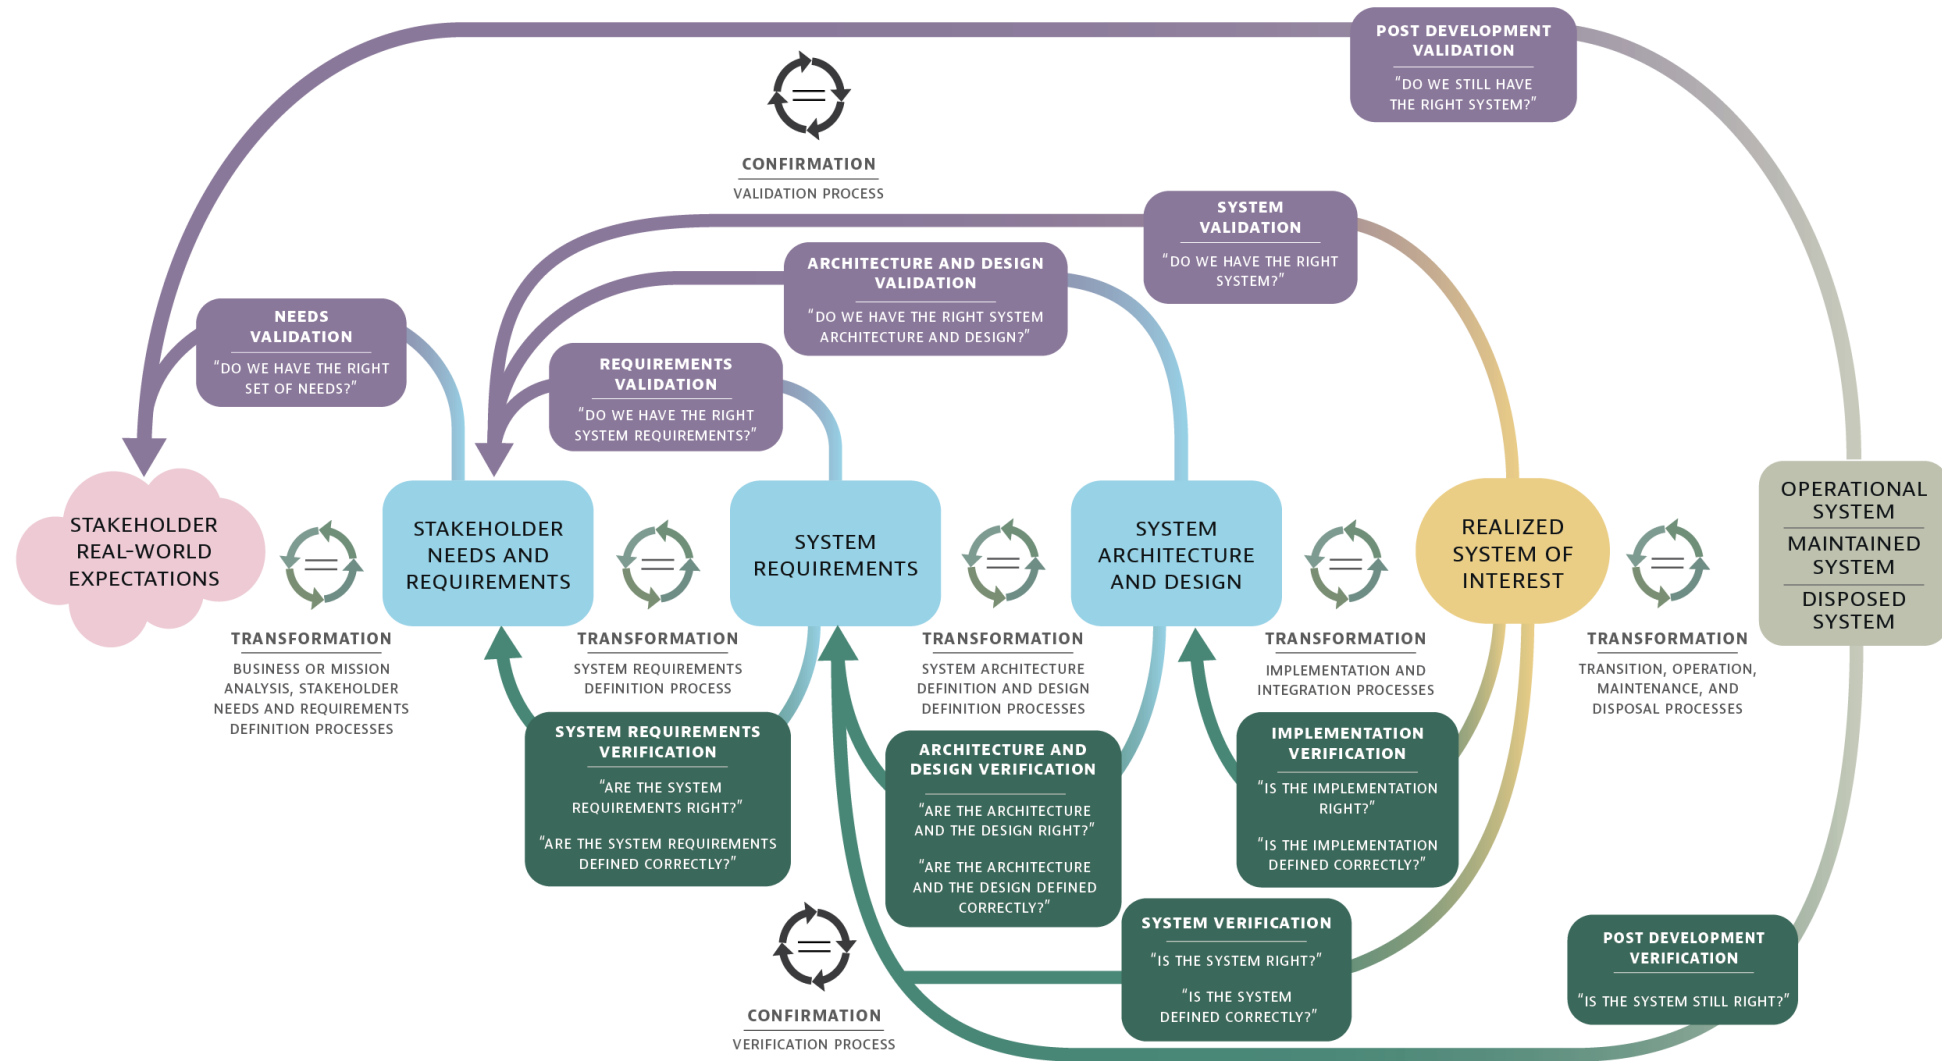 POST DEVELOPMENT
VALIDATION
“DO WE STILL HAVE
THE RIGHT SYSTEM?”
CONFIRMATION
VALIDATION PROCESS
SYSTEM
VALIDATION
“DO WE HAVE THE RIGHT
SYSTEM?”
ARCHITECTURE AND DESIGN
VALIDATION
“DO WE HAVE THE RIGHT SYSTEM
ARCHITECTURE AND DESIGN?”
NEEDS
VALIDATION
“DO WE HAVE THE RIGHT
SET OF NEEDS?”
REQUIREMENTS
VALIDATION
“DO WE HAVE THE RIGHT
SYSTEM REQUIREMENTS?”
STAKEHOLDER
REAL-WORLD
EXPECTATIONS
STAKEHOLDER
NEEDS AND
REQUIREMENTS
SYSTEM
REQUIREMENTS
SYSTEM
ARCHITECTURE
AND DESIGN
REALIZED
SYSTEM OF
INTEREST
OPERATIONAL
SYSTEM
MAINTAINED
SYSTEM
DISPOSED
SYSTEM
TRANSFORMATION
BUSINESS OR MISSION
ANALYSIS, STAKEHOLDER
NEEDS AND REQUIREMENTS
DEFINITION PROCESSES
TRANSFORMATION
SYSTEM REQUIREMENTS
DEFINITION PROCESS
TRANSFORMATION
SYSTEM ARCHITECTURE
DEFINITION AND DESIGN
DEFINITION PROCESSES
TRANSFORMATION
IMPLEMENTATION AND
INTEGRATION PROCESSES
TRANSFORMATION
TRANSITION, OPERATION,
MAINTENANCE, AND
DISPOSAL PROCESSES
SYSTEM REQUIREMENTS
VERIFICATION
“ARE THE SYSTEM
REQUIREMENTS RIGHT?”
“ARE THE SYSTEM REQUIREMENTS
DEFINED CORRECTLY?”
ARCHITECTURE AND
DESIGN VERIFICATION
“ARE THE ARCHITECTURE
AND THE DESIGN RIGHT?”
“ARE THE ARCHITECTURE
AND THE DESIGN DEFINED
CORRECTLY?”
IMPLEMENTATION
VERIFICATION
“IS THE IMPLEMENTATION
RIGHT?”
“IS THE IMPLEMENTATION
DEFINED CORRECTLY?”
SYSTEM VERIFICATION
“IS THE SYSTEM RIGHT?”
“IS THE SYSTEM
DEFINED CORRECTLY?”
POST DEVELOPMENT
VERIFICATION
“IS THE SYSTEM STILL RIGHT?”
CONFIRMATION
VERIFICATION PROCESS